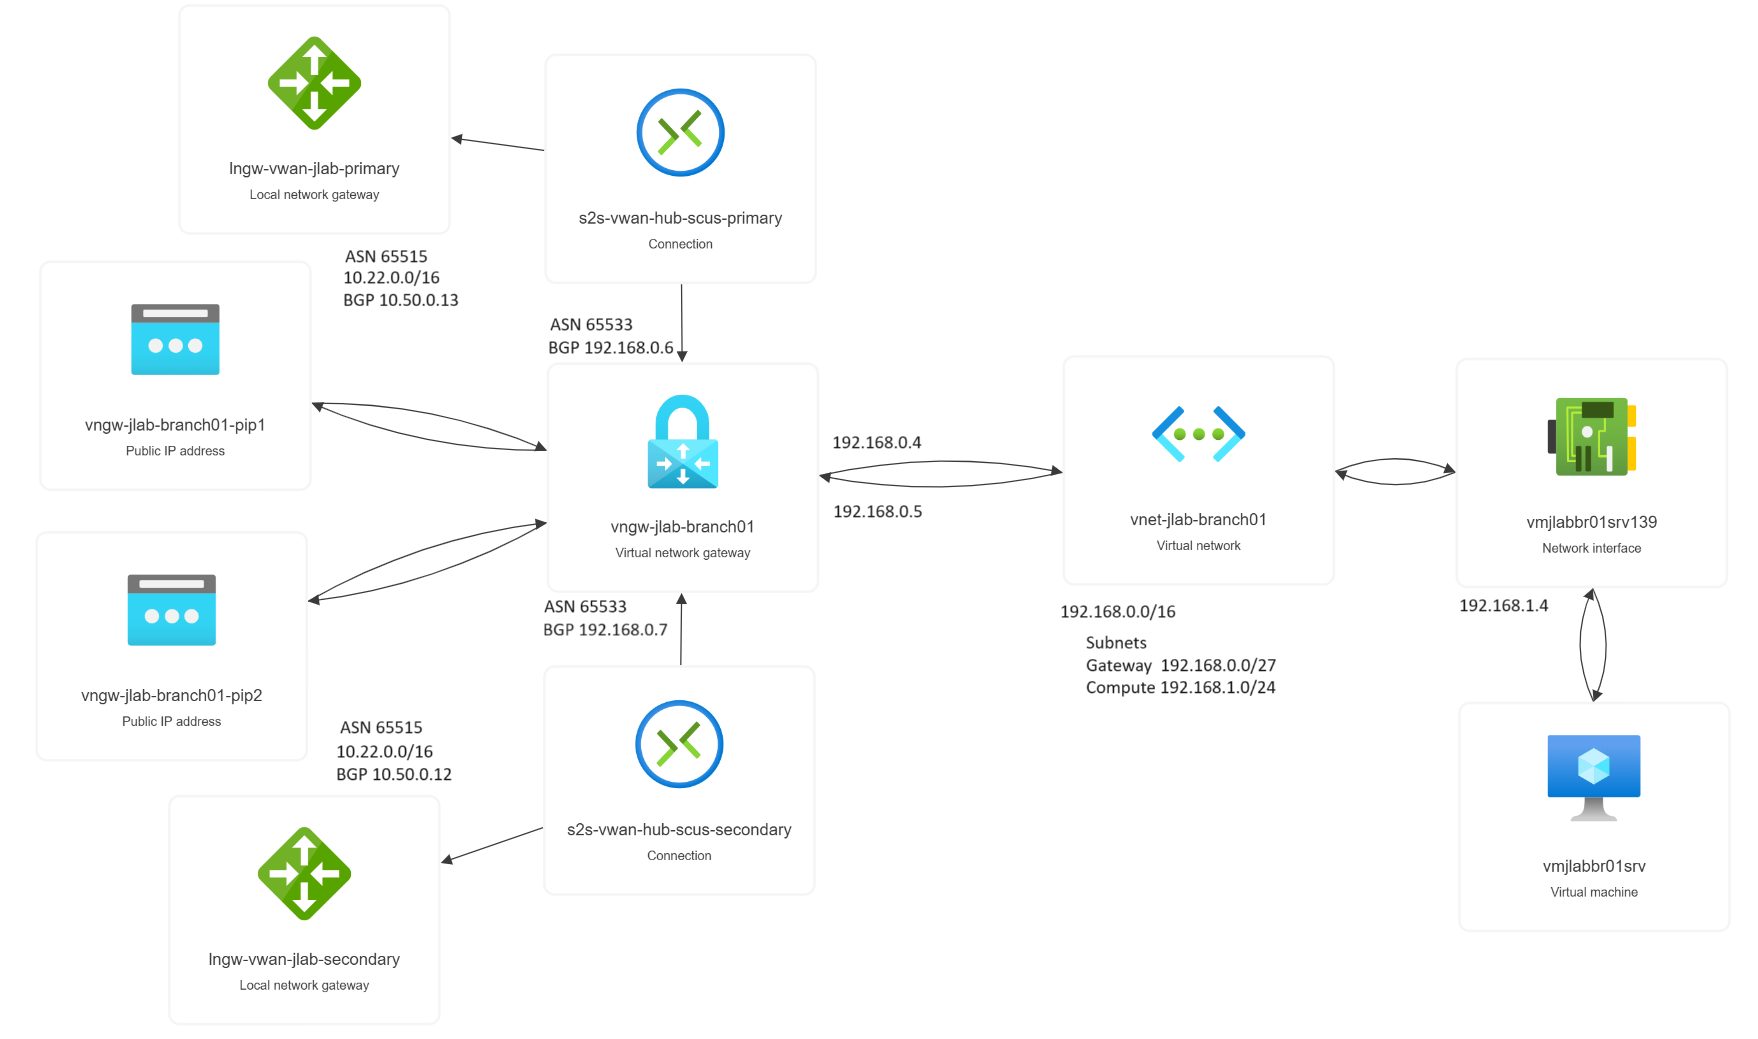 lngw-vwan-jlab-primary
Local network gateway
s2s-vwan-hub-scus-primary
Connection
ASN 65515
10.22.0.0/16
BGP 10.50.0.13
vngw-jlab-branch01-pip1
Public IP address
ASN 65533
BGP 192.168.0.6
vngw-jlab-branch01
Virtual network gateway
192.168.0.4
192.168.0.5
vnet-jlab-branch01
Virtual network
vmjlabbr01srv139
Network interface
192.168.0.0/16
Subnets
Gateway 192.168.0.0/27
Compute 192.168.1.0/24
192.168.1.4
vngw-jlab-branch01-pip2
Public IP address
ASN 65533
BGP 192.168.0.7
ASN 65515
10.22.0.0/16
BGP 10.50.0.12
s2s-vwan-hub-scus-secondary
Connection
vmjlabbr01srv
Virtual machine
lngw-vwan-jlab-secondary
Local network gateway